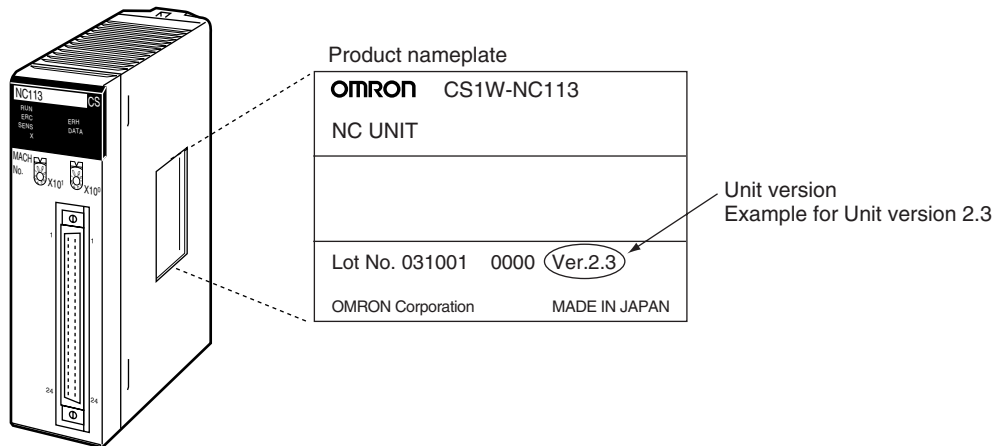 Product nameplate
OMRON CS1W-NC113
NC UNIT
Unit version
Example for Unit version 2.3
Lot No. 031001 0000 Ver.2.3
OMRON Corporation MADE IN JAPAN
NC113 CS
RUN
ERC ERH
SENS DATA
X
MACH
No. X10¹ X10⁰
1 1
24 24